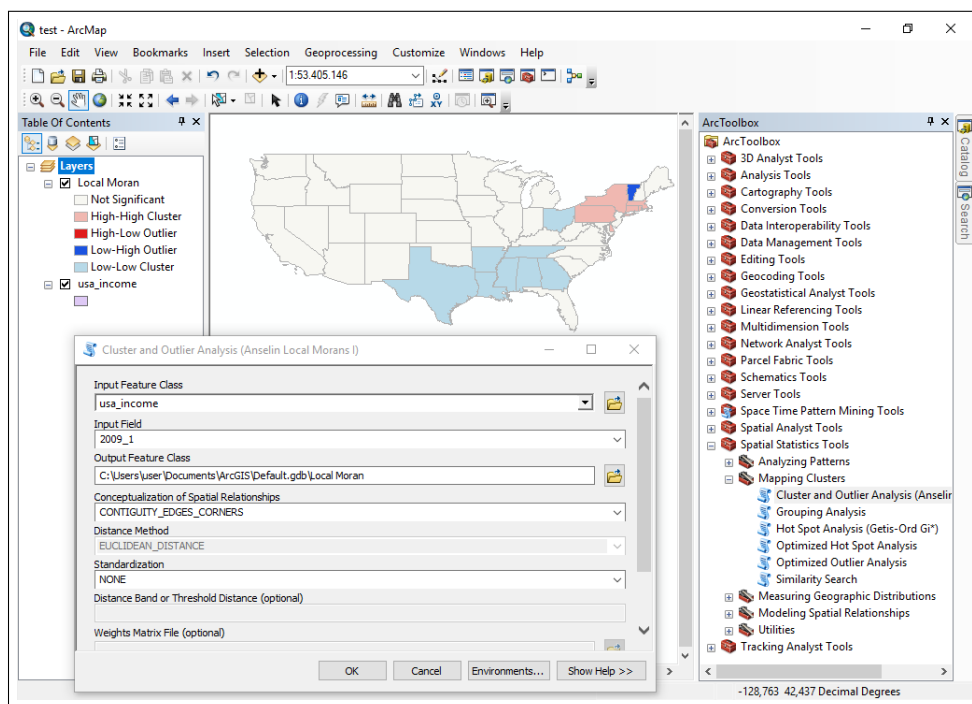 test - ArcMap
File Edit View Bookmarks Insert Selection Geoprocessing Customize Windows Help
1:53.405.146
Table Of Contents
Layers
Local Moran
Not Significant
High-High Cluster
High-Low Outlier
Low-High Outlier
Low-Low Cluster
usa_income
Cluster and Outlier Analysis (Anselin Local Morans I)
Input Feature Class
usa_income
Input Field
2009_1
Output Feature Class
C:\Users\user\Documents\ArcGIS\Default.gdb\Local Moran
Conceptualization of Spatial Relationships
CONTIGUITY_EDGES_CORNERS
Distance Method
EUCLIDEAN_DISTANCE
Standardization
NONE
Distance Band or Threshold Distance (optional)
Weights Matrix File (optional)
OK Cancel Environments... Show Help >>
ArcToolbox
ArcToolbox
3D Analyst Tools
Analysis Tools
Cartography Tools
Conversion Tools
Data Interoperability Tools
Data Management Tools
Editing Tools
Geocoding Tools
Geostatistical Analyst Tools
Linear Referencing Tools
Multidimension Tools
Network Analyst Tools
Parcel Fabric Tools
Schematics Tools
Server Tools
Space Time Pattern Mining Tools
Spatial Analyst Tools
Spatial Statistics Tools
Analyzing Patterns
Mapping Clusters
Cluster and Outlier Analysis (Anselin
Grouping Analysis
Hot Spot Analysis (Getis-Ord Gi*)
Optimized Hot Spot Analysis
Optimized Outlier Analysis
Similarity Search
Measuring Geographic Distributions
Modeling Spatial Relationships
Utilities
Tracking Analyst Tools
Catalog
Search
-128,763 42,437 Decimal Degrees